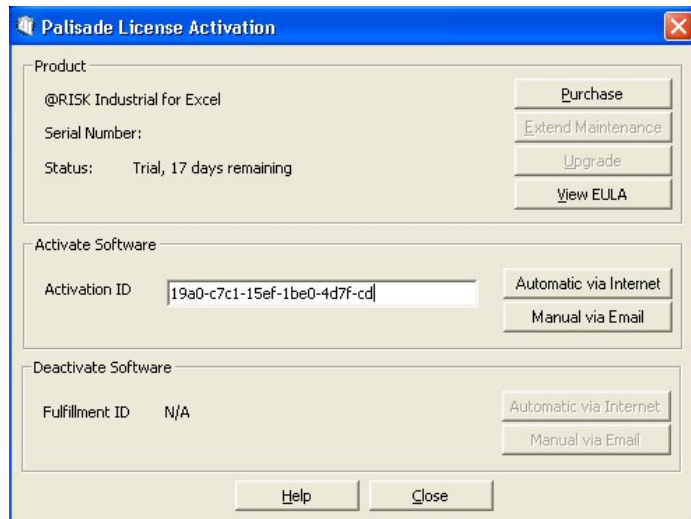 Palisade License Activation
Product
@RISK Industrial for Excel
Serial Number:
Status: Trial, 17 days remaining
Purchase
Extend Maintenance
Upgrade
View EULA
Activate Software
Activation ID 19a0-c7c1-15ef-1be0-4d7f-cd
Automatic via Internet
Manual via Email
Deactivate Software
Fulfillment ID N/A
Automatic via Internet
Manual via Email
Help Close